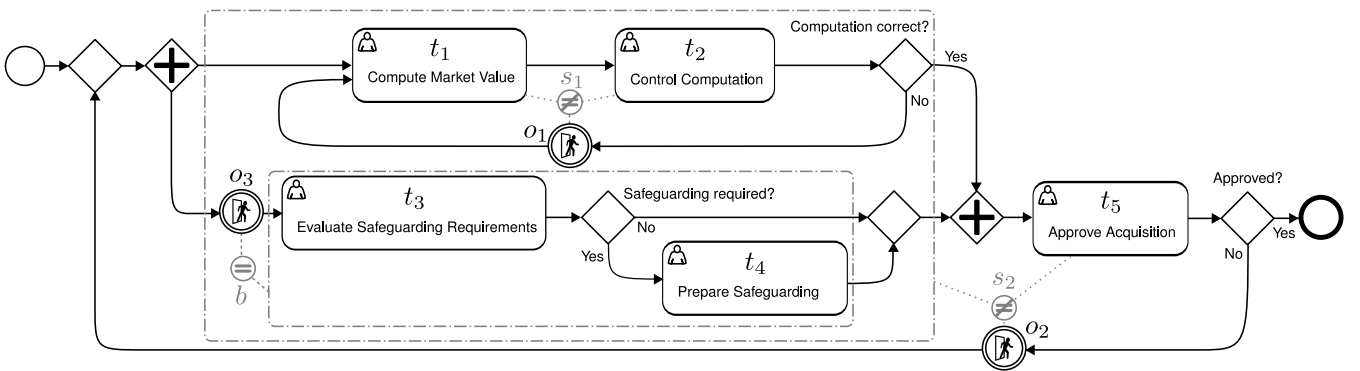 Computation correct?
t1
Compute Market Value
t2
Control Computation
Yes
s1
≠
No
o1
o3
t3
Evaluate Safeguarding Requirements
Safeguarding required?
No
Yes
t4
Prepare Safeguarding
=
b
t5
Approve Acquisition
Approved?
Yes
No
s2
≠
o2